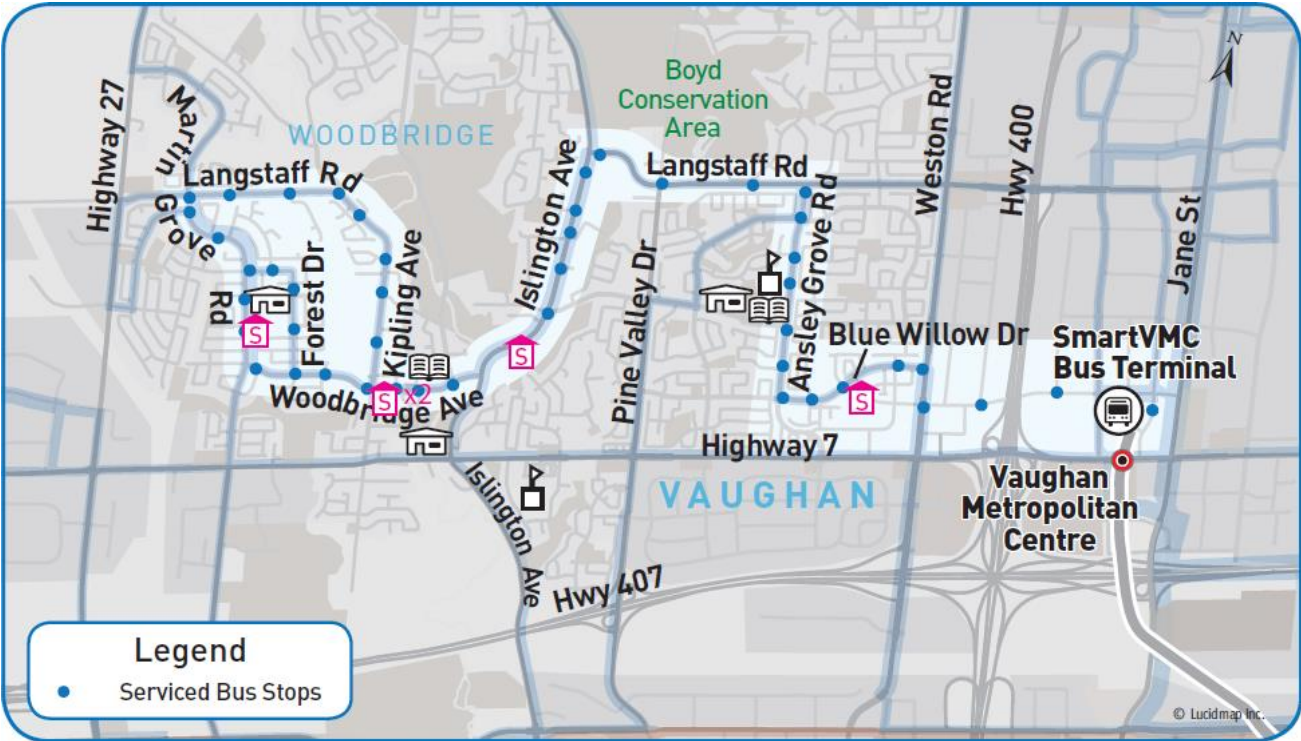 Highway 27
Martin
Grove
Rd
WOODBRIDGE
Langstaff Rd
Forest Dr
Kipling Ave
S
S
x2
Woodbridge Ave
Islington Ave
S
Boyd
Conservation
Area
Langstaff Rd
Pine Valley Dr
Ansley Grove Rd
Blue Willow Dr
S
Weston Rd
Hwy 400
Jane St
N
SmartVMC
Bus Terminal
Highway 7
VAUGHAN
Vaughan
Metropolitan
Centre
Islington Ave
Hwy 407
Legend
Serviced Bus Stops
© Lucidmap Inc.